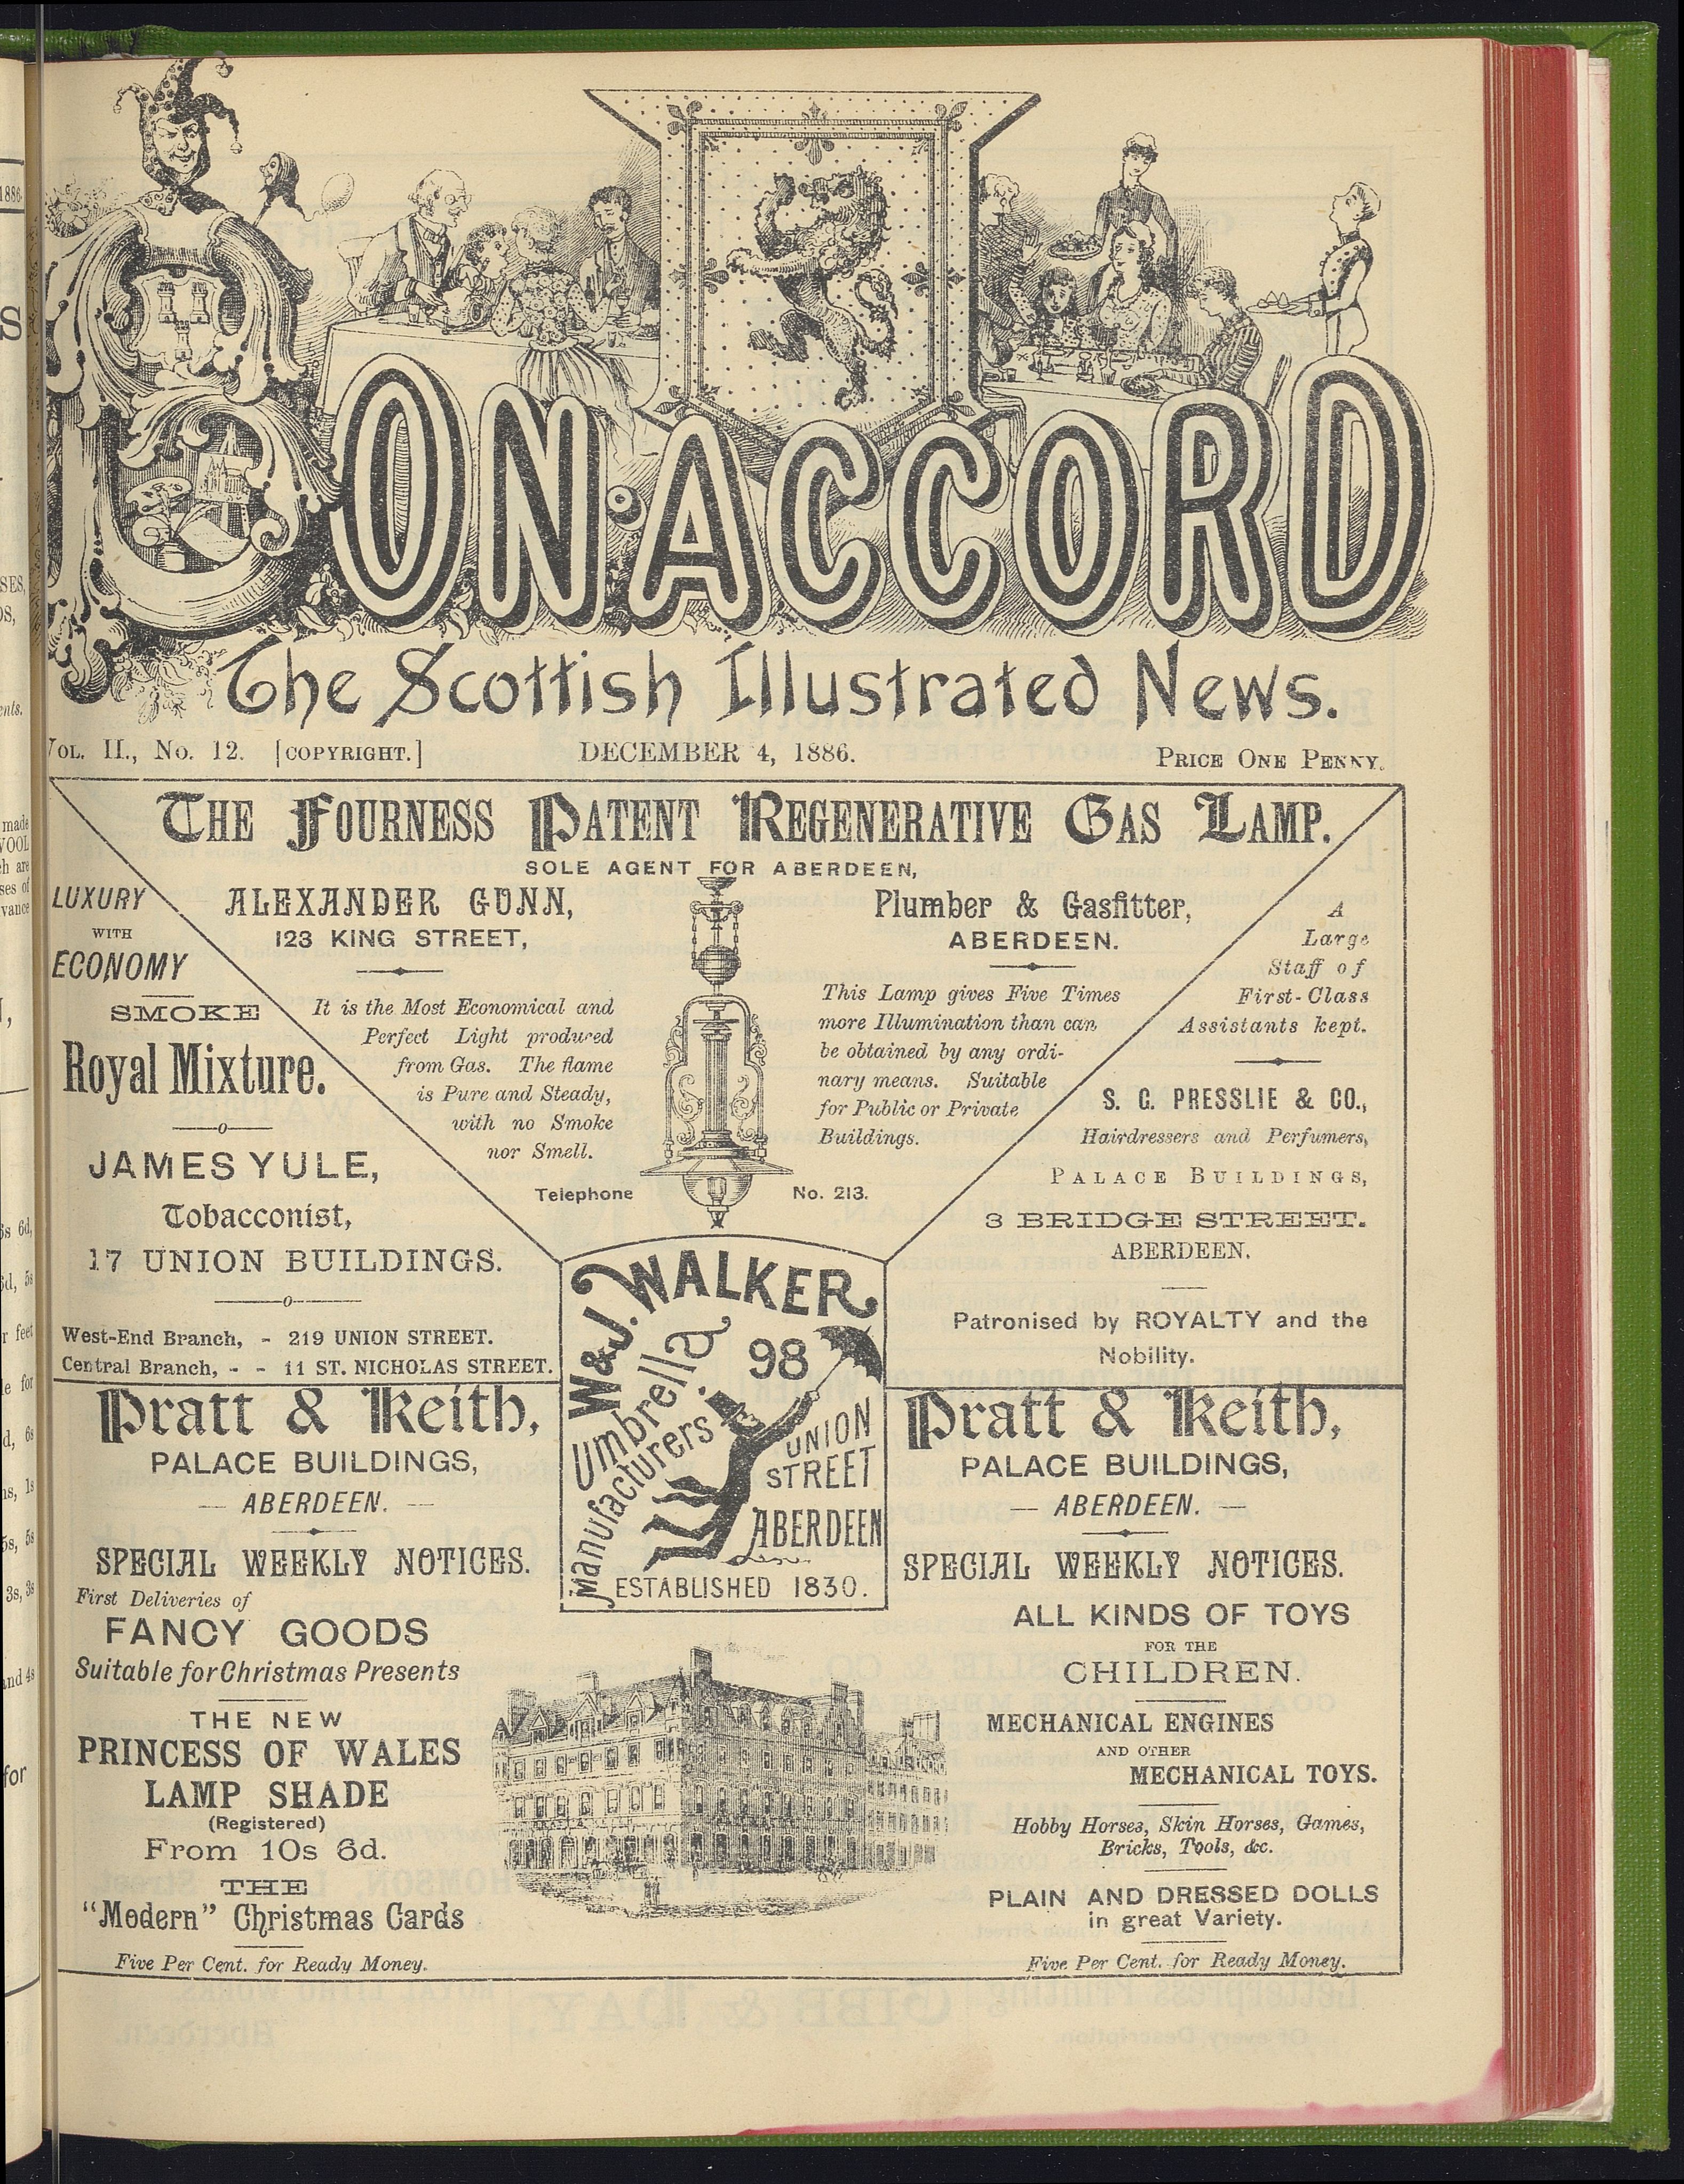 BON-ACCORD
The Scottish Illustrated News.
VOL. II., No. 12. [COPYRIGHT.] DECEMBER 4, 1886. PRICE ONE PENNY.
THE FOURNESS PATENT REGENERATIVE GAS LAMP.
SOLE AGENT FOR ABERDEEN,
ALEXANDER GUNN,
123 KING STREET,
Plumber & Gasfitter,
ABERDEEN.
It is the Most Economical and
Perfect Light produced
from Gas. The flame
is Pure and Steady,
with no Smoke
nor Smell.
This Lamp gives Five Times
more Illumination than can
be obtained by any ordi-
nary means. Suitable
for Public or Private
Buildings.
Telephone No. 213.
LUXURY
WITH
ECONOMY
SMOKE
Royal Mixture.
JAMES YULE,
Tobacconist,
17 UNION BUILDINGS.
West-End Branch, - 219 UNION STREET.
Central Branch, - - 11 ST. NICHOLAS STREET.
A
Large
Staff of
First-Class
Assistants kept.
S. C. PRESSLIE & CO.,
Hairdressers and Perfumers,
PALACE BUILDINGS,
3 BRIDGE STREET.
ABERDEEN.
Patronised by ROYALTY and the
Nobility.
W & J. WALKER
Umbrella
Manufacturers
98
UNION
STREET
ABERDEEN
ESTABLISHED 1830.
Pratt & Keith,
PALACE BUILDINGS,
— ABERDEEN. —
SPECIAL WEEKLY NOTICES.
First Deliveries of
FANCY GOODS
Suitable for Christmas Presents
THE NEW
PRINCESS OF WALES
LAMP SHADE
(Registered)
From 10s 6d.
THE
"Modern" Christmas Cards
Five Per Cent. for Ready Money.
Pratt & Keith,
PALACE BUILDINGS,
— ABERDEEN. —
SPECIAL WEEKLY NOTICES.
ALL KINDS OF TOYS
FOR THE
CHILDREN.
MECHANICAL ENGINES
AND OTHER
MECHANICAL TOYS.
Hobby Horses, Skin Horses, Games,
Bricks, Tools, &c.
PLAIN AND DRESSED DOLLS
in great Variety.
Five Per Cent. for Ready Money.